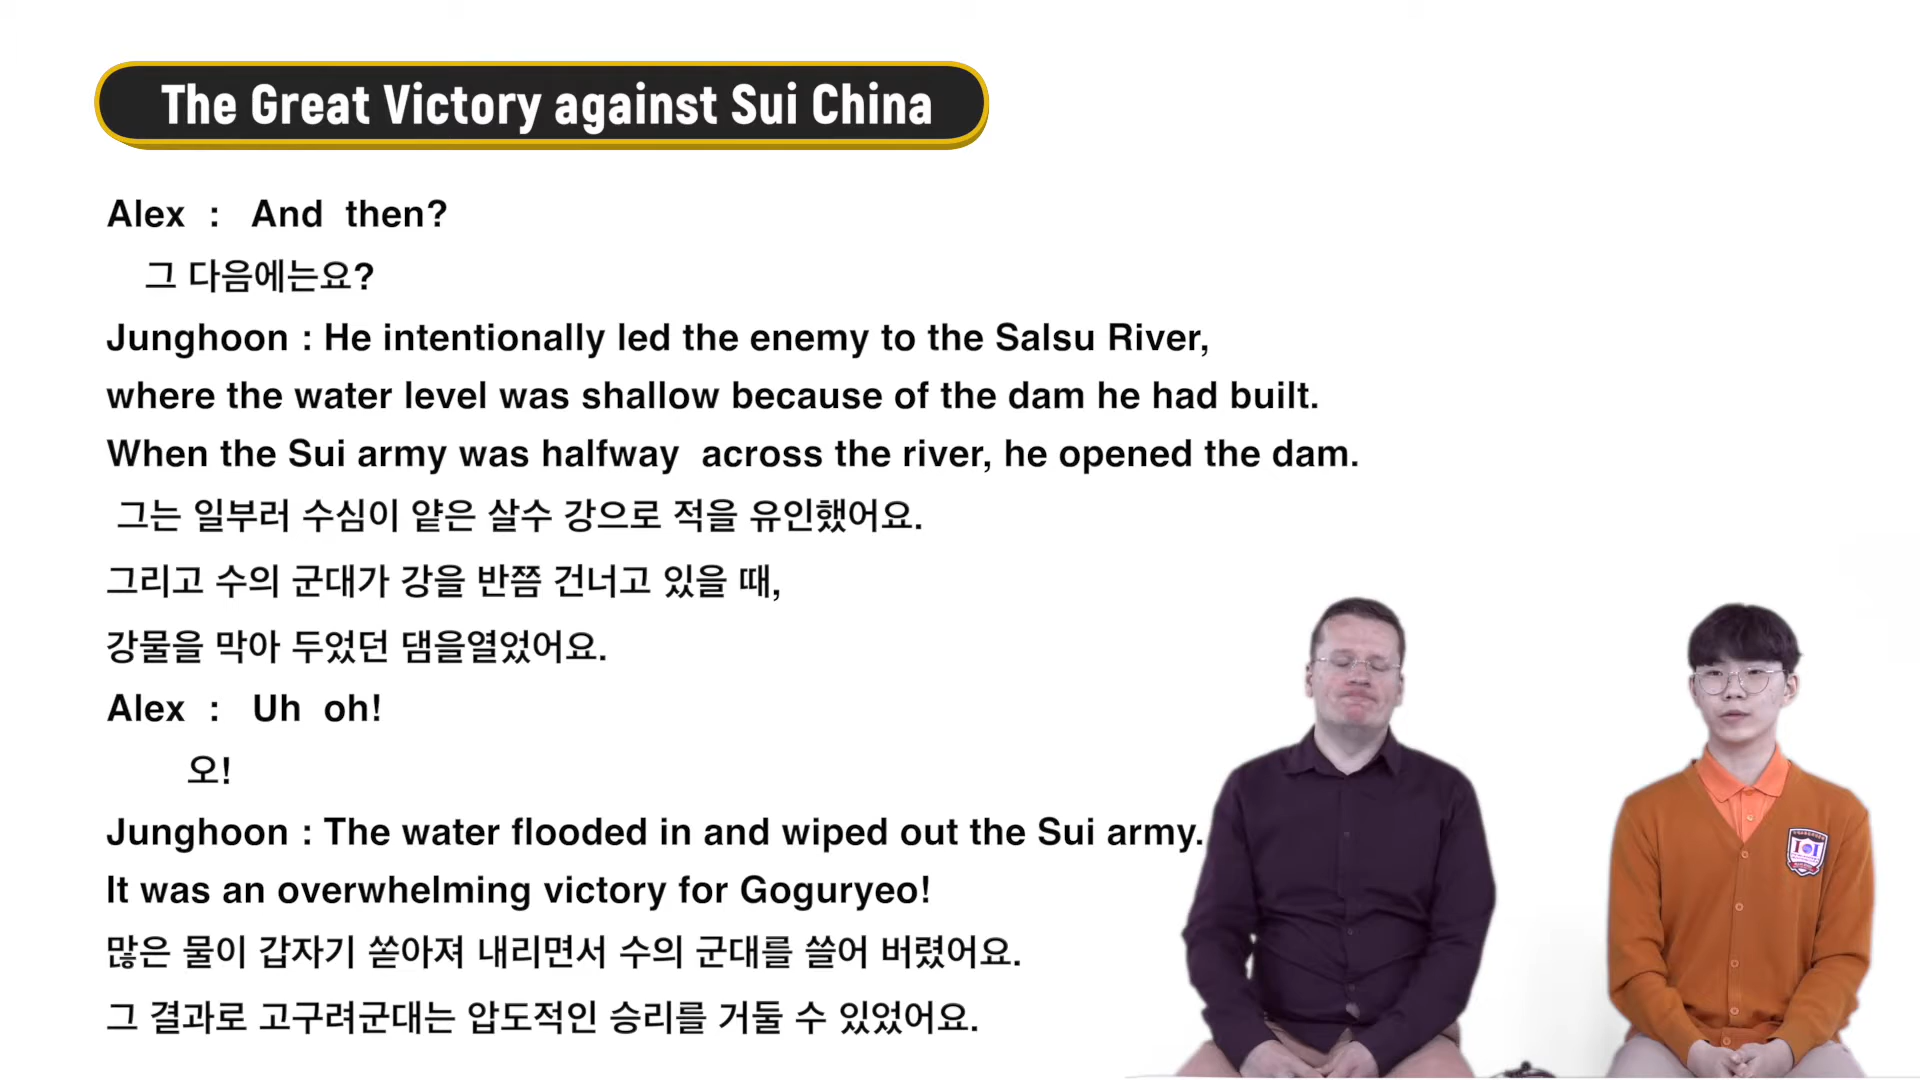 The Great Victory against Sui China
Alex : And then?
그 다음에는요?
Junghoon : He intentionally led the enemy to the Salsu River,
where the water level was shallow because of the dam he had built.
When the Sui army was halfway across the river, he opened the dam.
그는 일부러 수심이 얕은 살수 강으로 적을 유인했어요.
그리고 수의 군대가 강을 반쯤 건너고 있을 때,
강물을 막아 두었던 댐을열었어요.
Alex : Uh oh!
오!
Junghoon : The water flooded in and wiped out the Sui army.
It was an overwhelming victory for Goguryeo!
많은 물이 갑자기 쏟아져 내리면서 수의 군대를 쓸어 버렸어요.
그 결과로 고구려군대는 압도적인 승리를 거둘 수 있었어요.